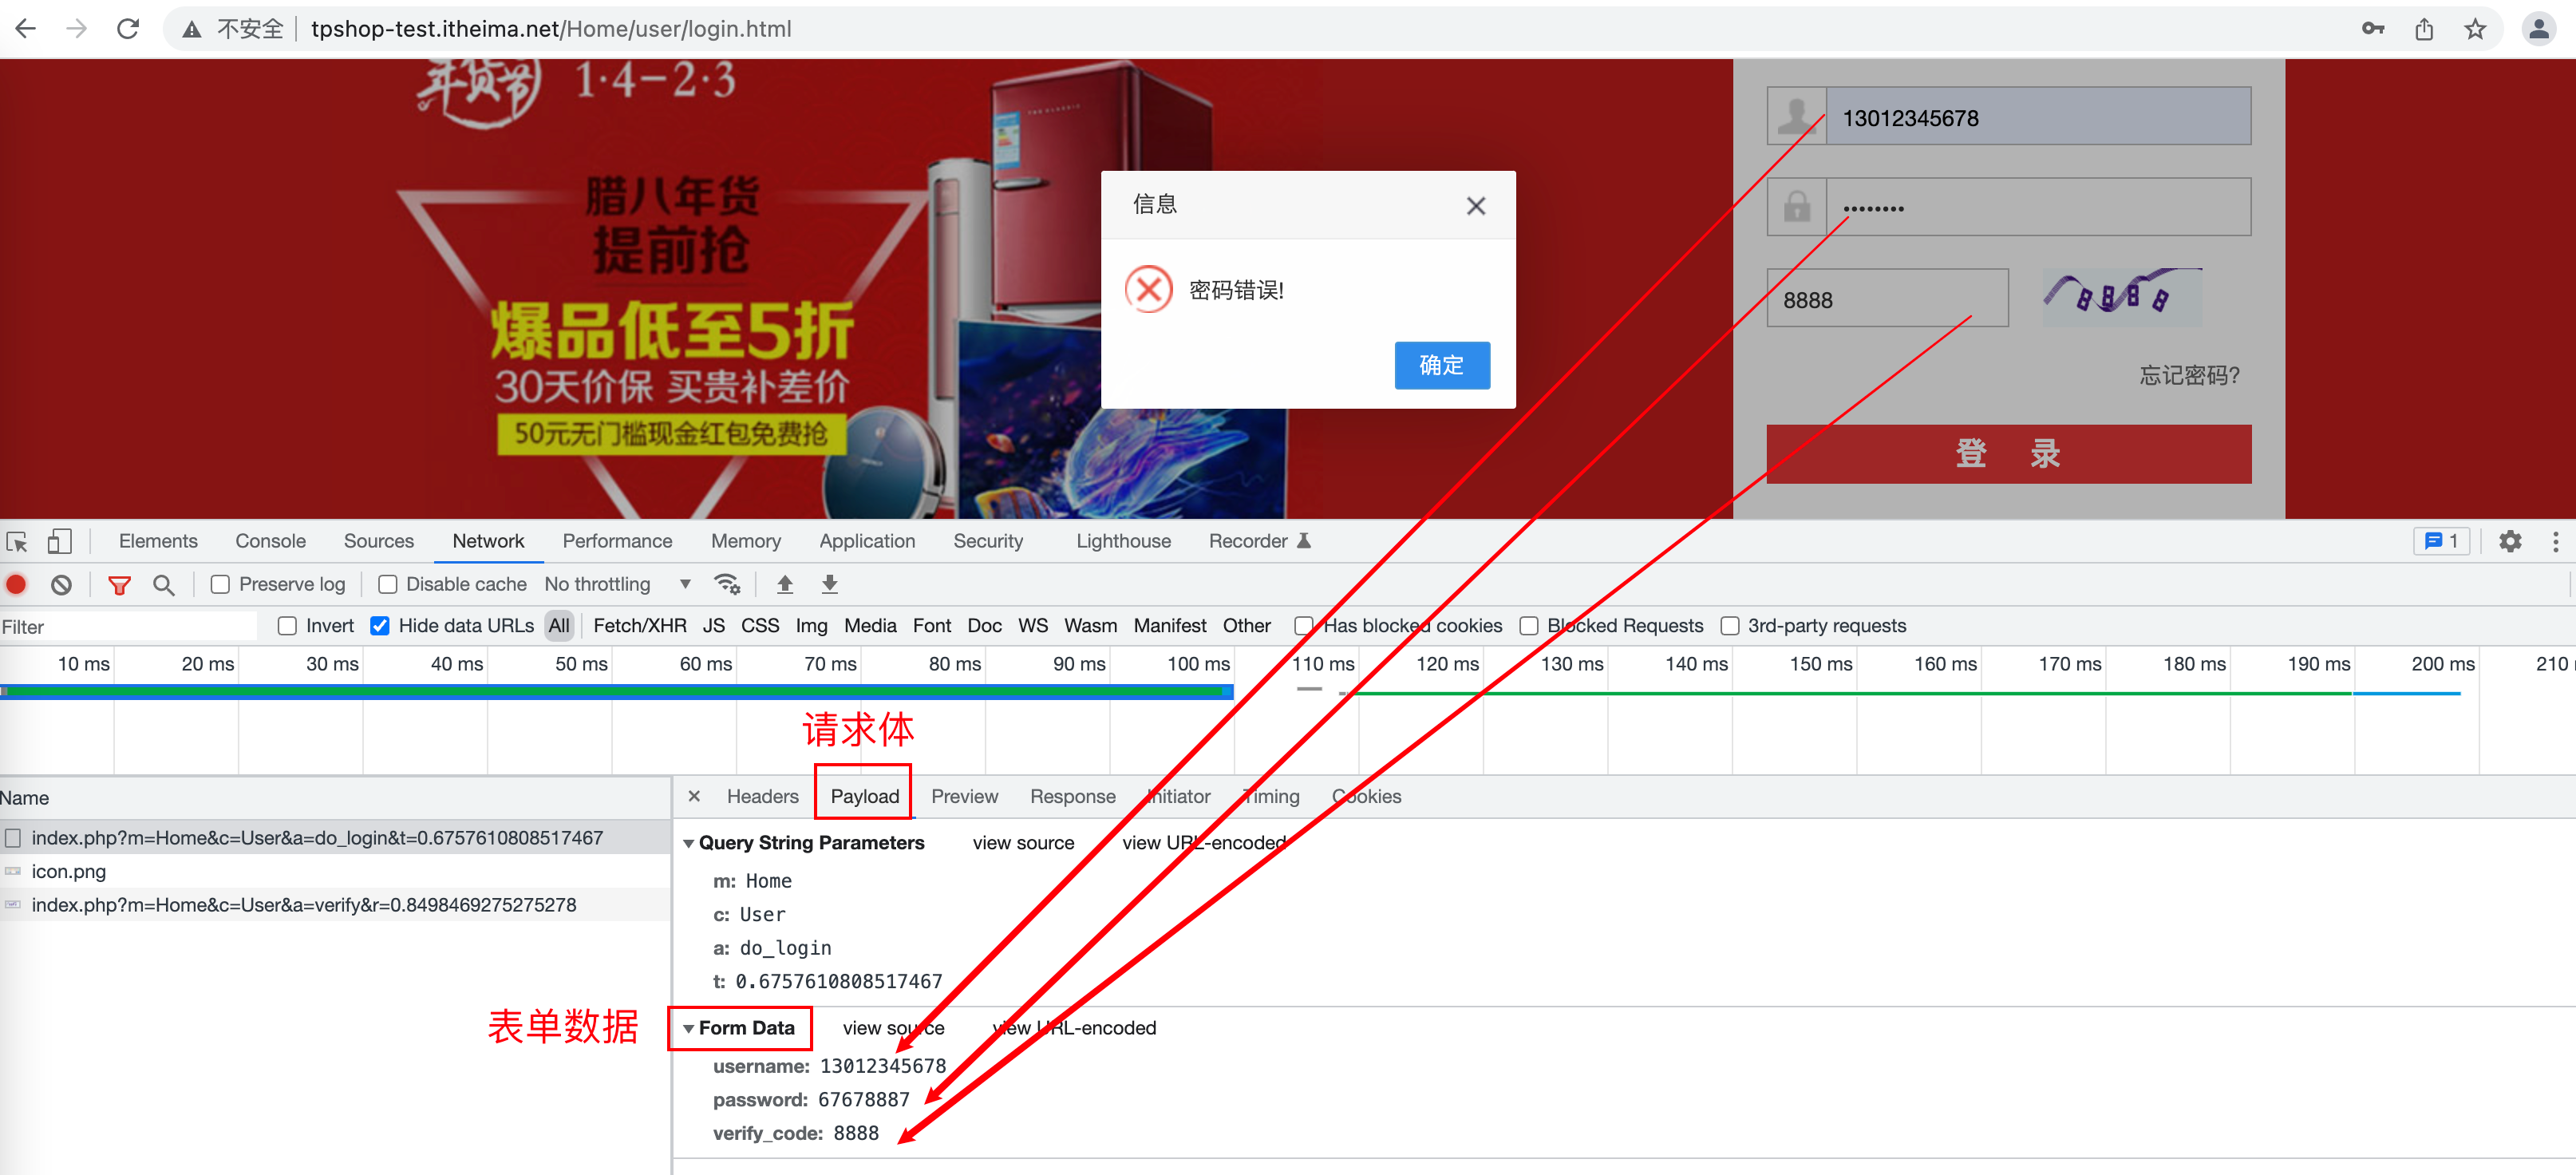 不安全 tpshop-test.itheima.net/Home/user/login.html
年货节 1·4-2·3
腊八年货
提前抢
爆品低至5折
30天价保 买贵补差价
50元无门槛现金红包免费抢
THE CLASSIC
信息
密码错误!
确定
13012345678
••••••••
8888
8888
忘记密码?
登 录
Elements Console Sources Network Performance Memory Application Security Lighthouse Recorder 1
Preserve log Disable cache No throttling
Filter Invert Hide data URLs All Fetch/XHR JS CSS Img Media Font Doc WS Wasm Manifest Other Has blocked cookies Blocked Requests 3rd-party requests
10 ms 20 ms 30 ms 40 ms 50 ms 60 ms 70 ms 80 ms 90 ms 100 ms 110 ms 120 ms 130 ms 140 ms 150 ms 160 ms 170 ms 180 ms 190 ms 200 ms 210
请求体
Name
index.php?m=Home&c=User&a=do_login&t=0.6757610808517467
icon.png
index.php?m=Home&c=User&a=verify&r=0.8498469275275278
Headers Payload Preview Response Initiator Timing Cookies
Query String Parameters view source view URL-encoded
m: Home
c: User
a: do_login
t: 0.6757610808517467
表单数据
Form Data view source view URL-encoded
username: 13012345678
password: 67678887
verify_code: 8888